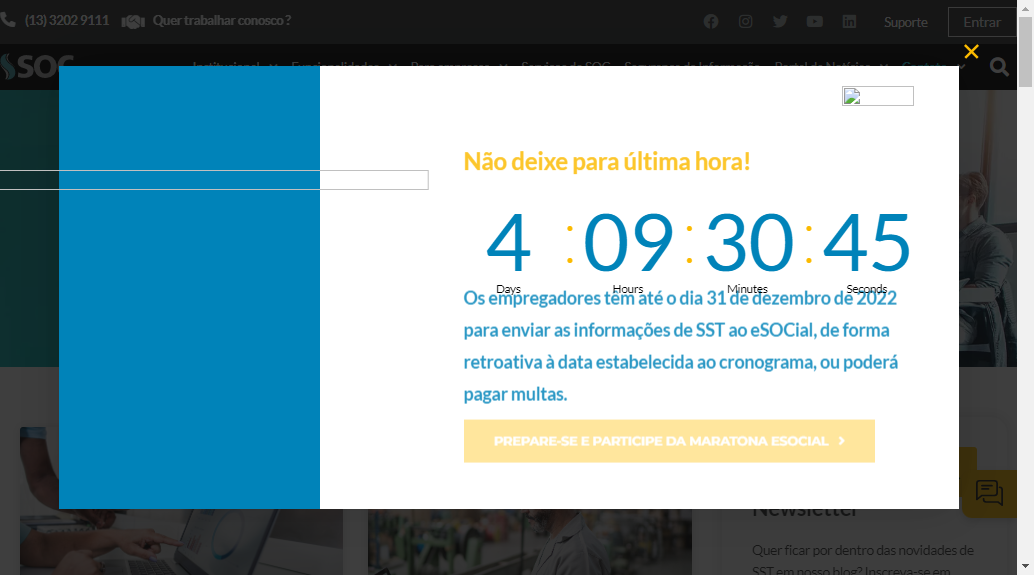 (13) 3202 9111 Quer trabalhar conosco ?
Suporte
Entrar
SOC
Não deixe para última hora!
4 : 09 : 30 : 45
Days Hours Minutes Seconds
Os empregadores têm até o dia 31 de dezembro de 2022
para enviar as informações de SST ao eSOCial, de forma
retroativa à data estabelecida ao cronograma, ou poderá
pagar multas.
PREPARE-SE E PARTICIPE DA MARATONA ESOCIAL
Newsletter
Quer ficar por dentro das novidades de
SST em nosso blog? Inscreva-se em